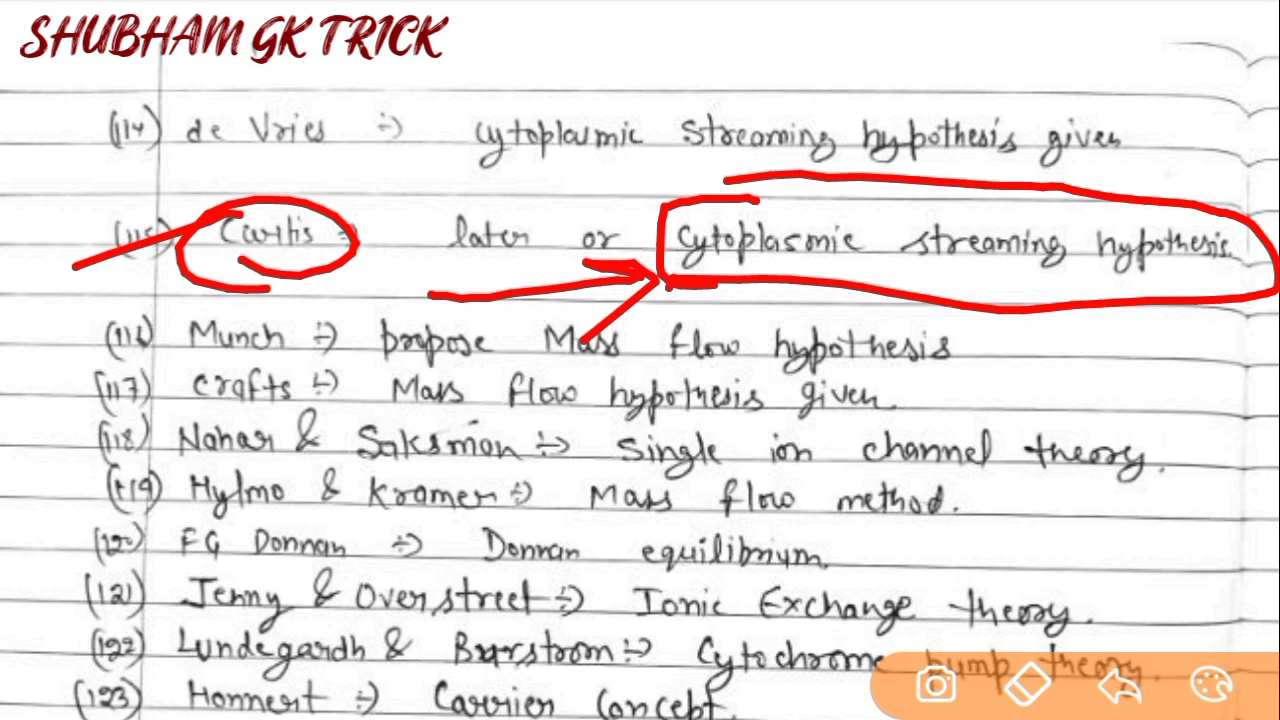 SHUBHAM GK TRICK
(114) de Vries ÷) Cytoplasmic Streaming hypothesis given
(115) Curtis ÷) later or Cytoplasmic streaming hypothesis.
(116) Munch ÷) propose Mass flow hypothesis
(117) Crafts ÷) Mass flow hypothesis given.
(118) Nahar & Saksmon ÷) Single ion channel theory.
(119) Hylmo & Kramer ÷) Mass flow method.
(120) FG Donnan ÷) Donnan equilibrium.
(121) Jenny & Overstreet ÷) Ionic Exchange theory.
(122) Lundegardh & Burstrom ÷) Cytochrome pump theory.
(123) Honnert ÷) Carrier Concept.